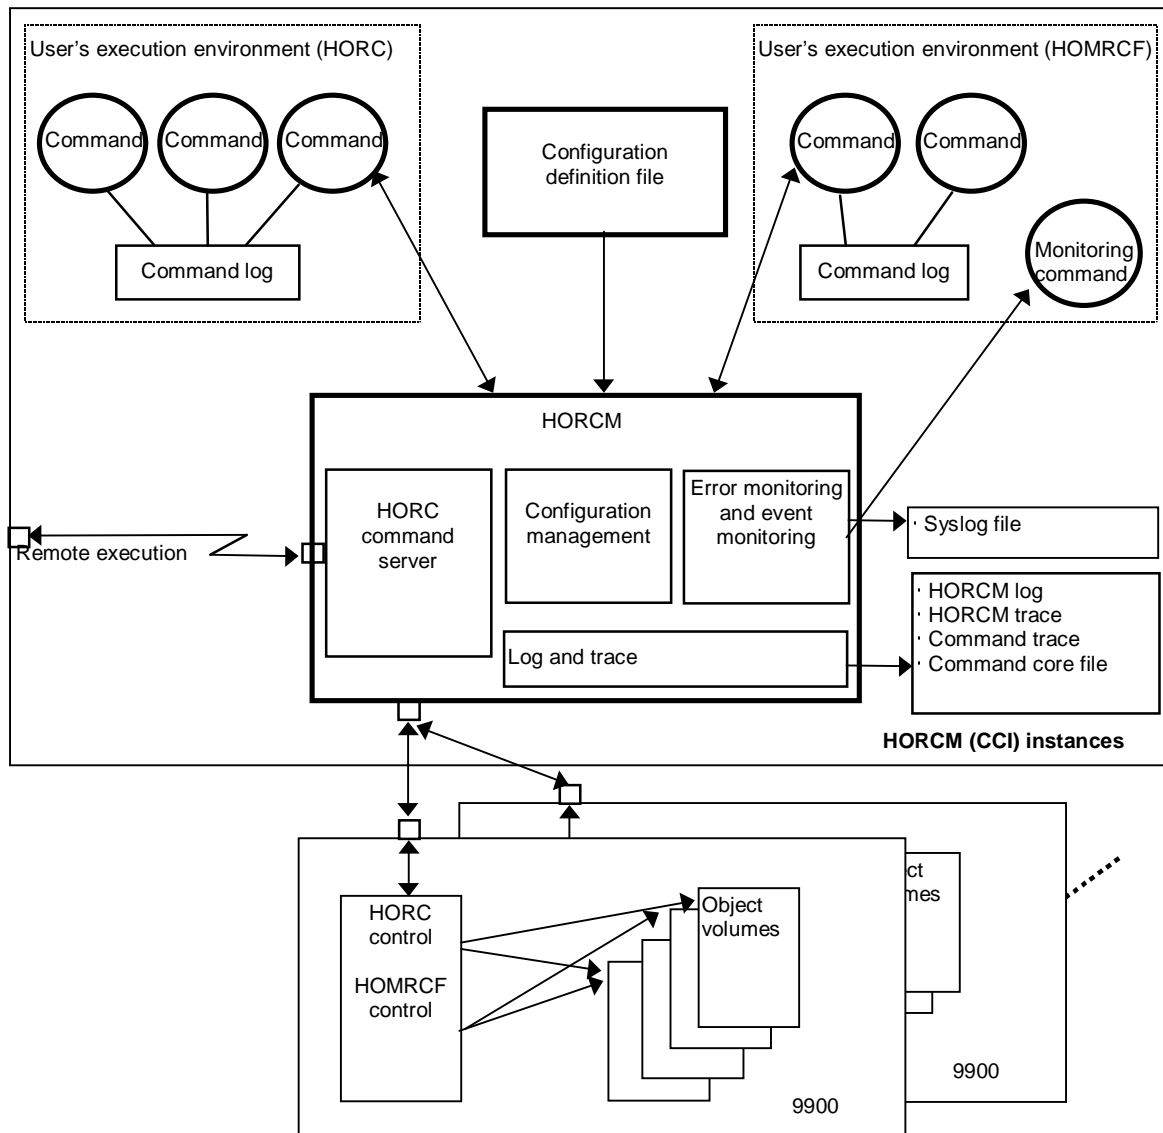 User's execution environment (HORC)
User's execution environment (HOMRCF)
Command
Command
Command
Command
Command
Configuration
definition file
Command log
Command log
Monitoring
command
HORCM
HORC
command
server
Configuration
management
Error monitoring
and event
monitoring
· Syslog file
Remote execution
Log and trace
· HORCM log
· HORCM trace
· Command trace
· Command core file
HORCM (CCI) instances
HORC
control
HOMRCF
control
Object
volumes
ect
mes
9900
9900